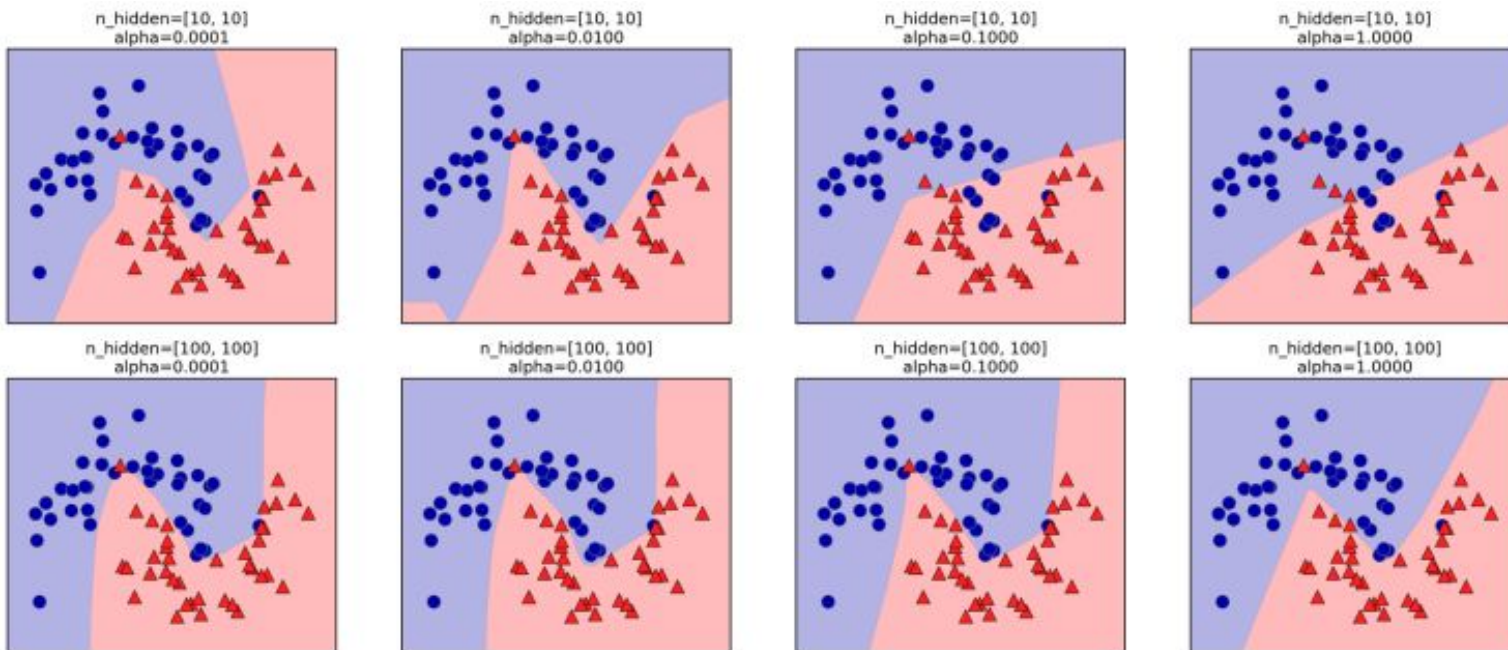 n_hidden=[10, 10]
alpha=0.0001
n_hidden=[10, 10]
alpha=0.0100
n_hidden=[10, 10]
alpha=0.1000
n_hidden=[10, 10]
alpha=1.0000
n_hidden=[100, 100]
alpha=0.0001
n_hidden=[100, 100]
alpha=0.0100
n_hidden=[100, 100]
alpha=0.1000
n_hidden=[100, 100]
alpha=1.0000